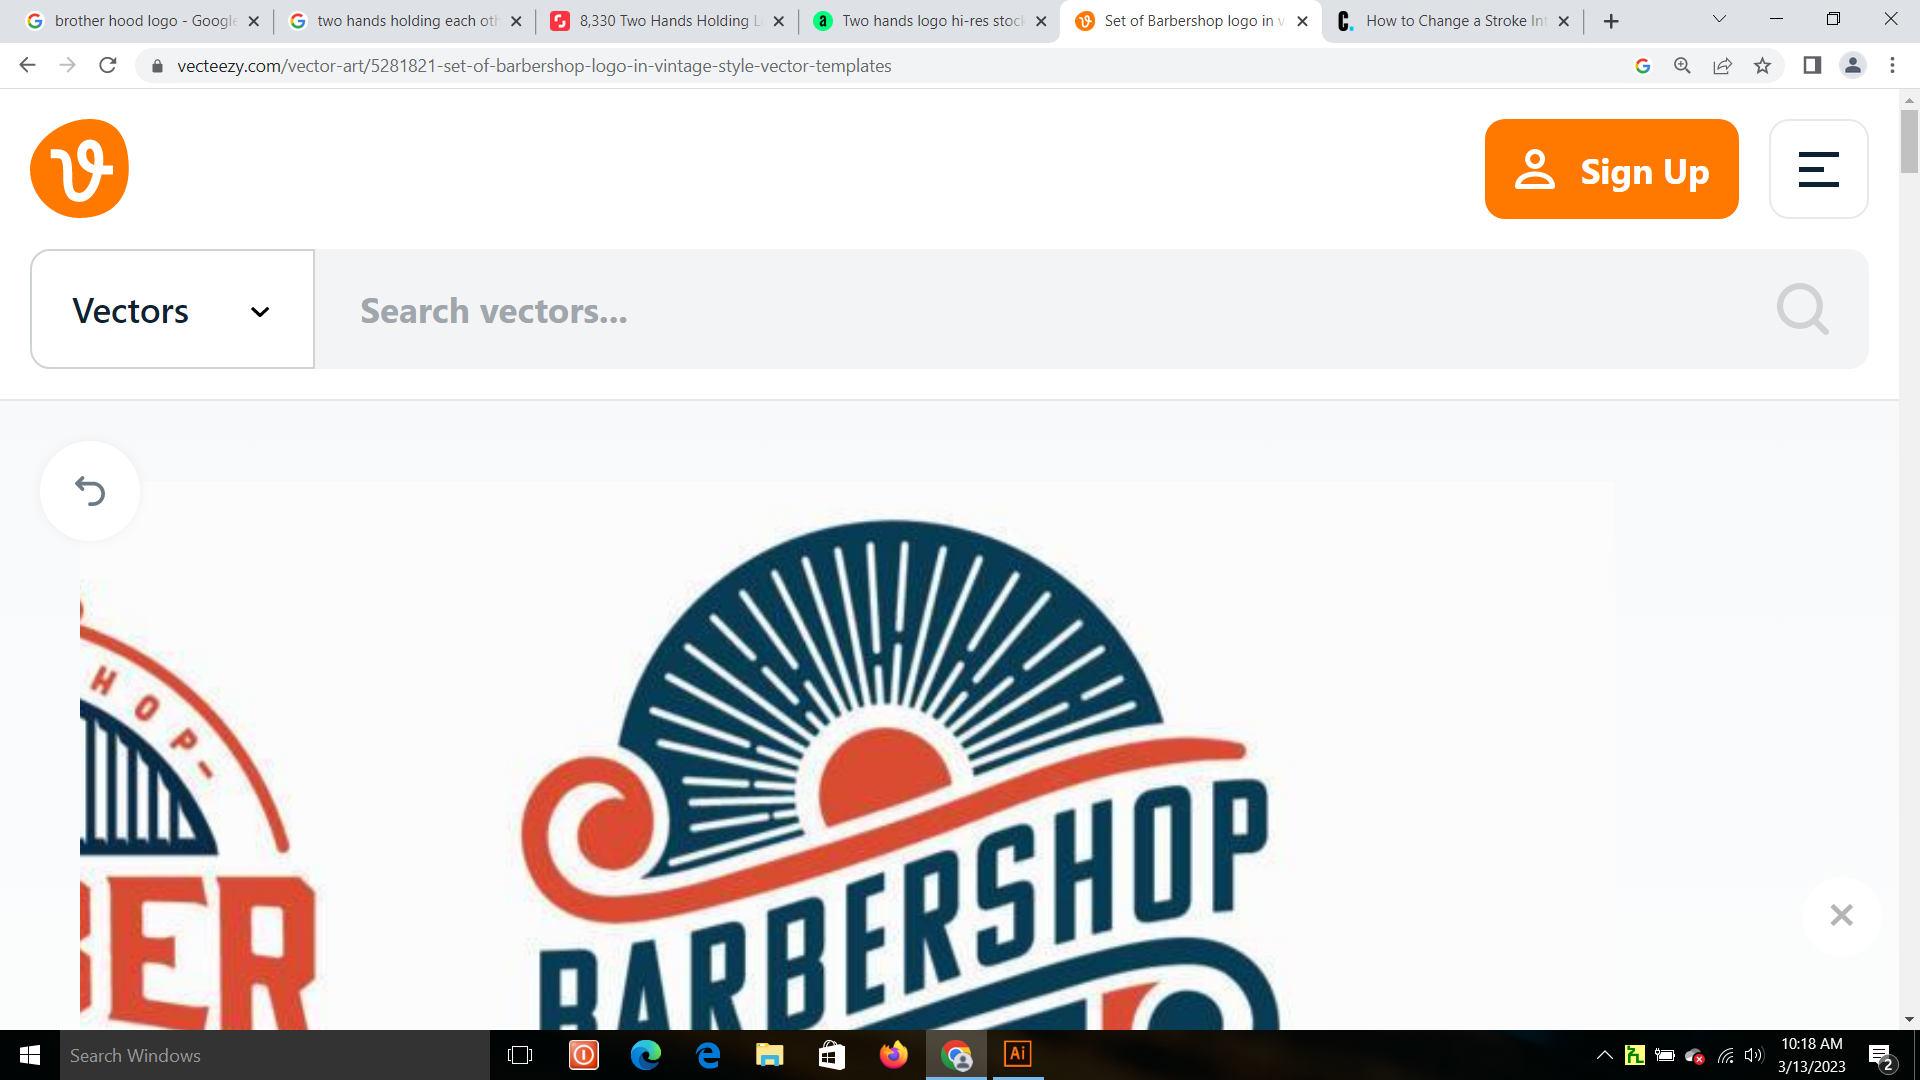 brother hood logo - Google
two hands holding each oth
8,330 Two Hands Holding L
Two hands logo hi-res stock
Set of Barbershop logo in v
How to Change a Stroke Int
vecteezy.com/vector-art/5281821-set-of-barbershop-logo-in-vintage-style-vector-templates
Sign Up
Vectors
Search vectors...
HOP-
BER
BARBERSHOP
Search Windows
Ai
10:18 AM
3/13/2023
2